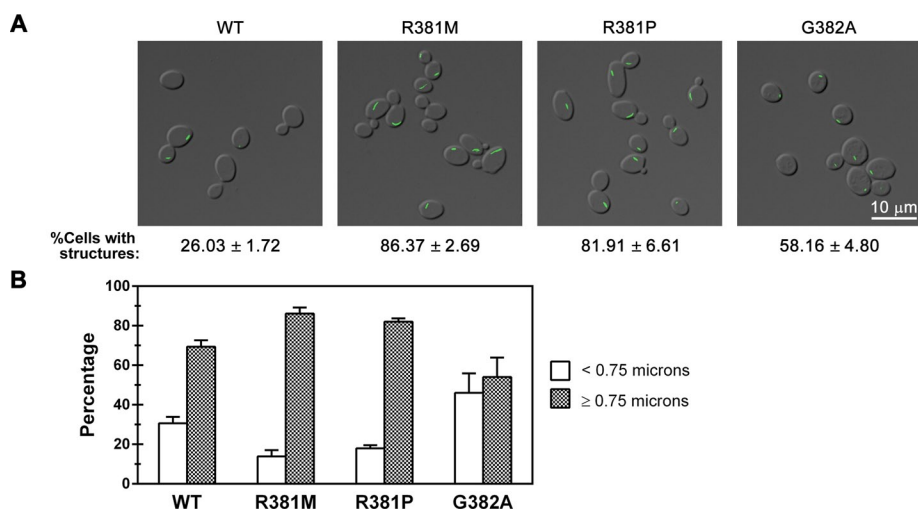 A
WT R381M R381P G382A
10 μm
%Cells with
structures: 26.03 ± 1.72 86.37 ± 2.69 81.91 ± 6.61 58.16 ± 4.80
B
100
80
60
40
20
0
Percentage
< 0.75 microns
≥ 0.75 microns
WT R381M R381P G382A